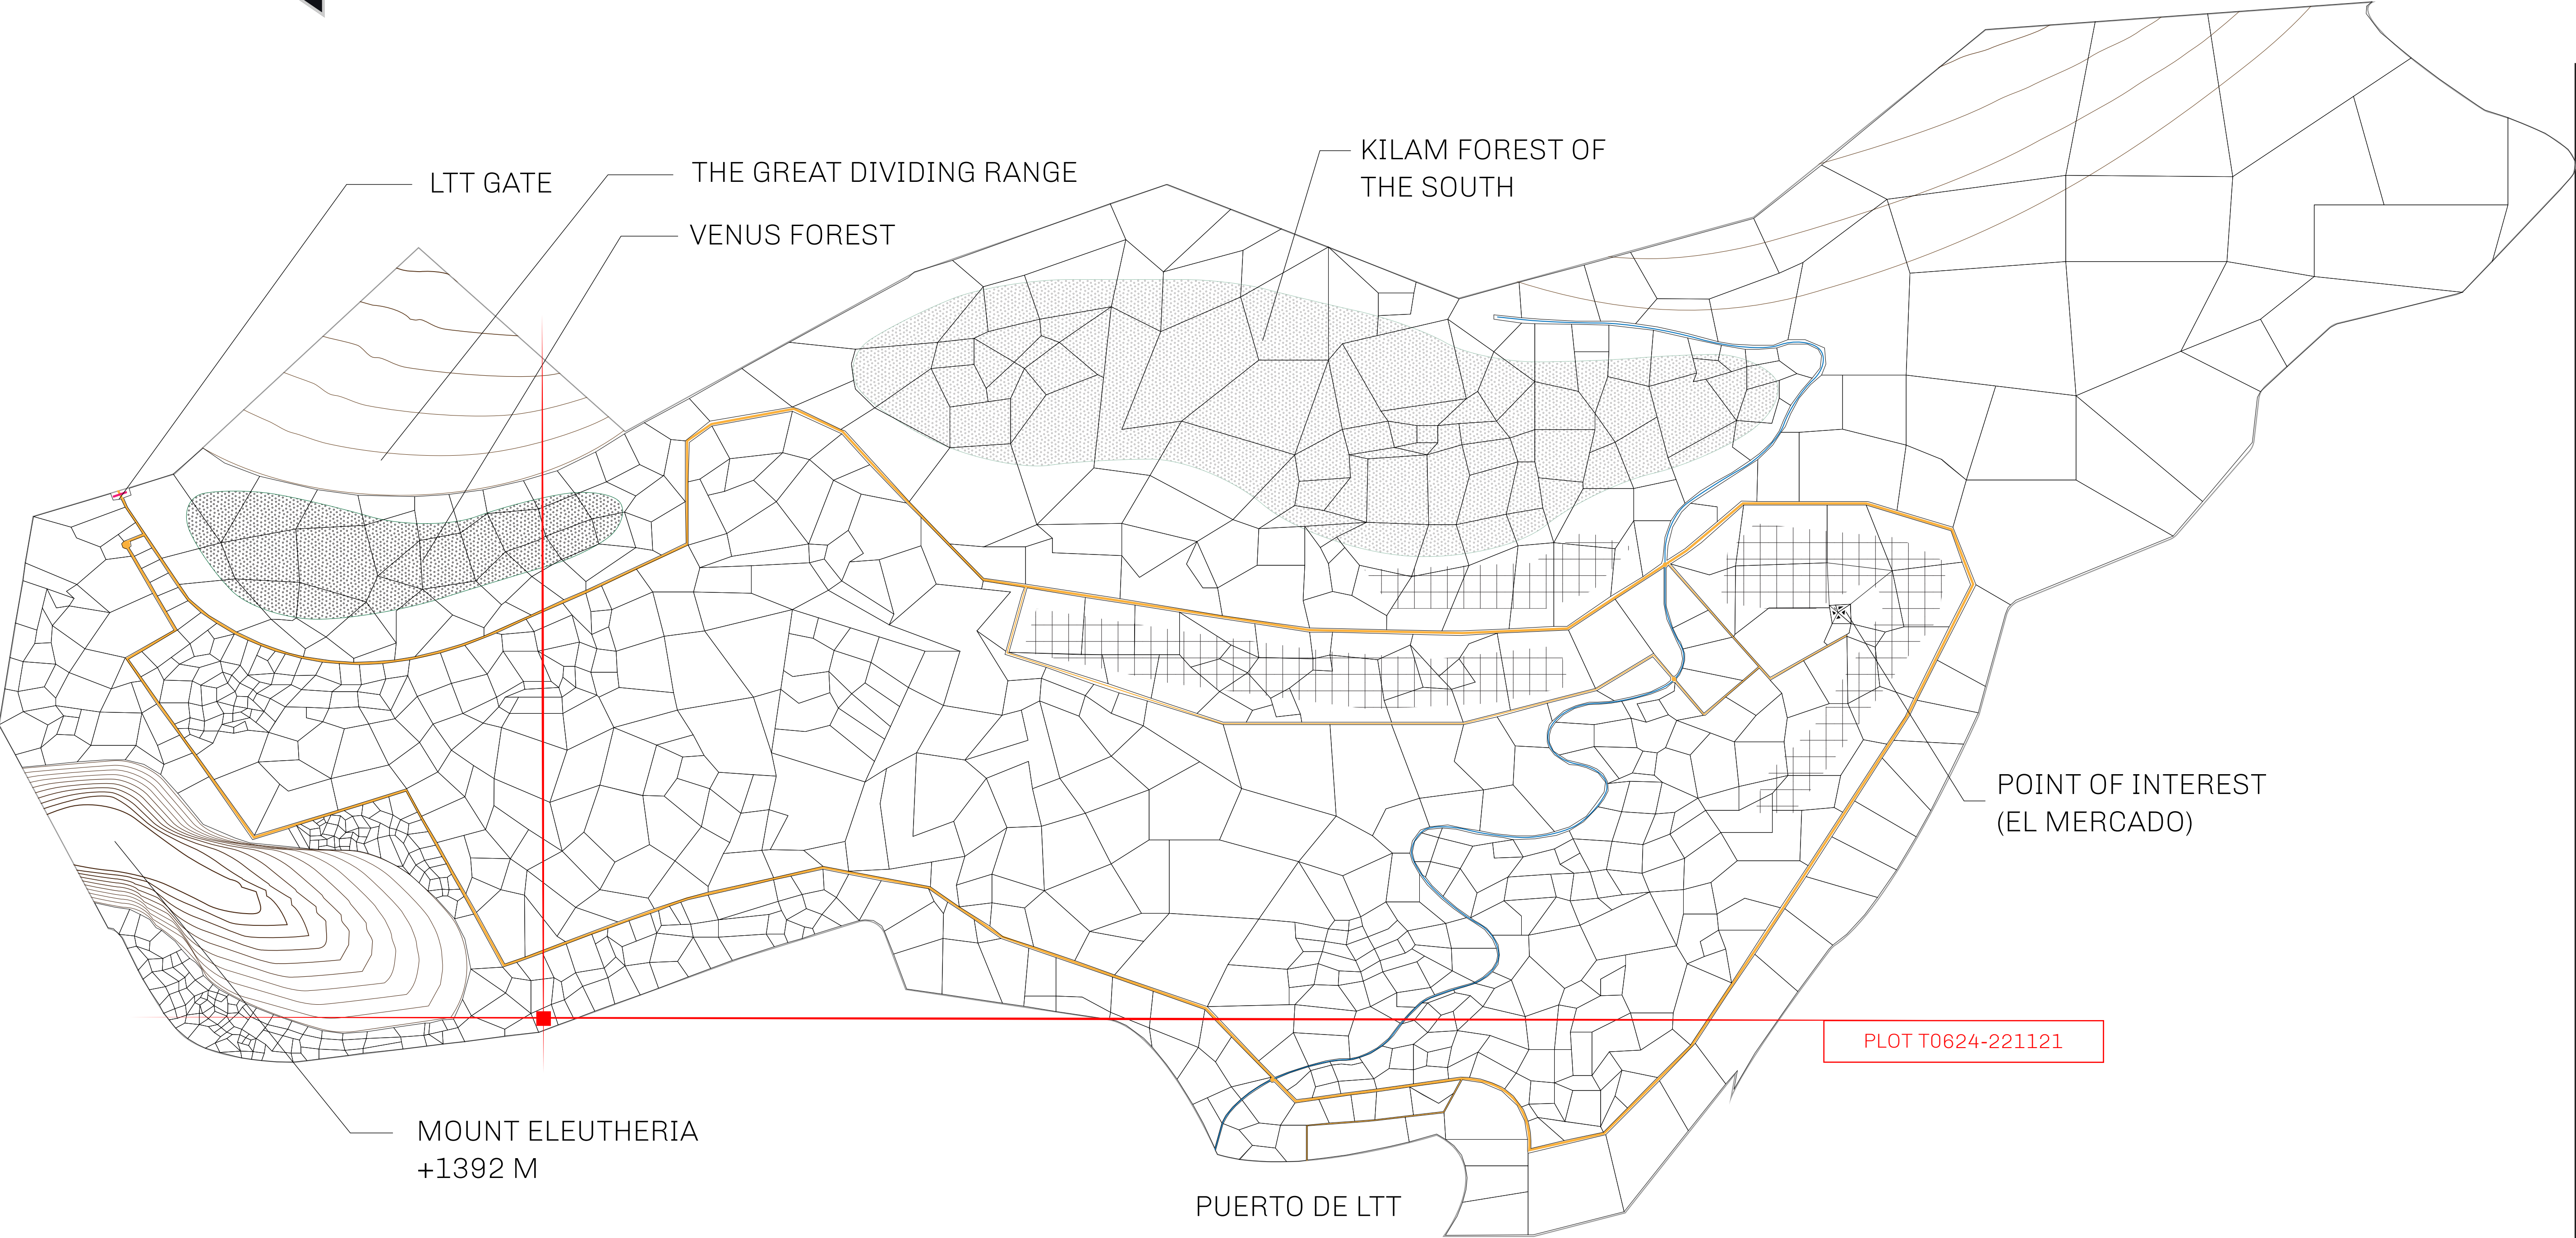 KILAM FOREST OF
THE SOUTH
THE GREAT DIVIDING RANGE
LTT GATE
VENUS FOREST
POINT OF INTEREST
(EL MERCADO)
PLOT T0624-221121
MOUNT ELEUTHERIA
+1392 M
PUERTO DE LTT